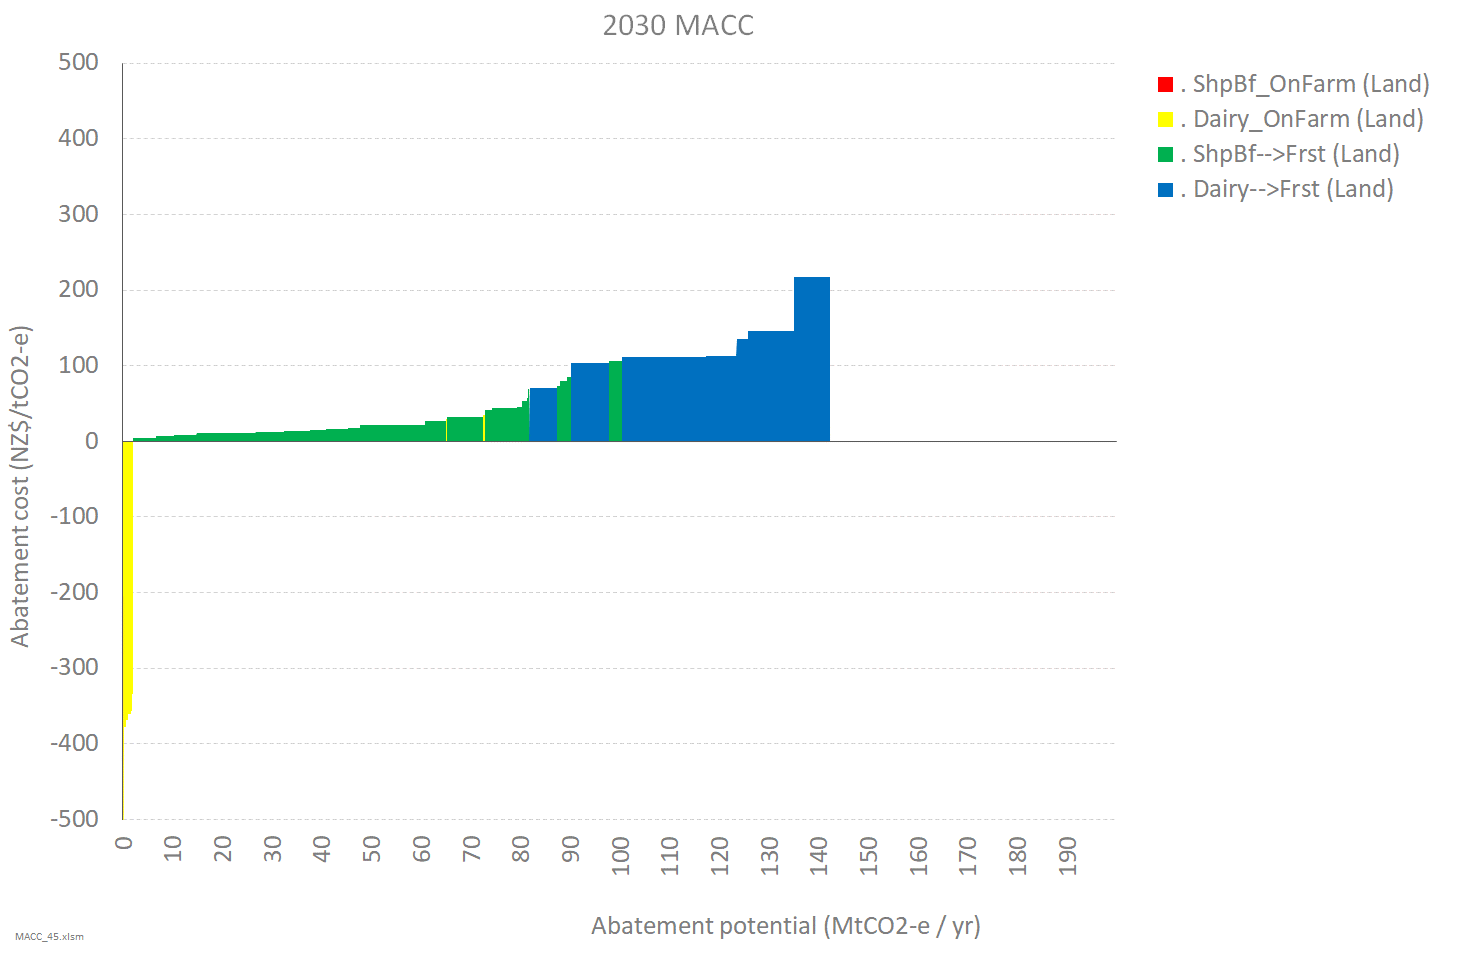 2030 MACC
500
400
300
200
100
0
-100
-200
-300
-400
-500
Abatement cost (NZ$/tCO2-e)
0 10 20 30 40 50 60 70 80 90 100 110 120 130 140 150 160 170 180 190
Abatement potential (MtCO2-e / yr)
. ShpBf_OnFarm (Land)
. Dairy_OnFarm (Land)
. ShpBf-->Frst (Land)
. Dairy-->Frst (Land)
MACC_45.xlsm